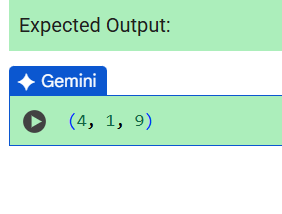 Expected Output:
Gemini
(4, 1, 9)